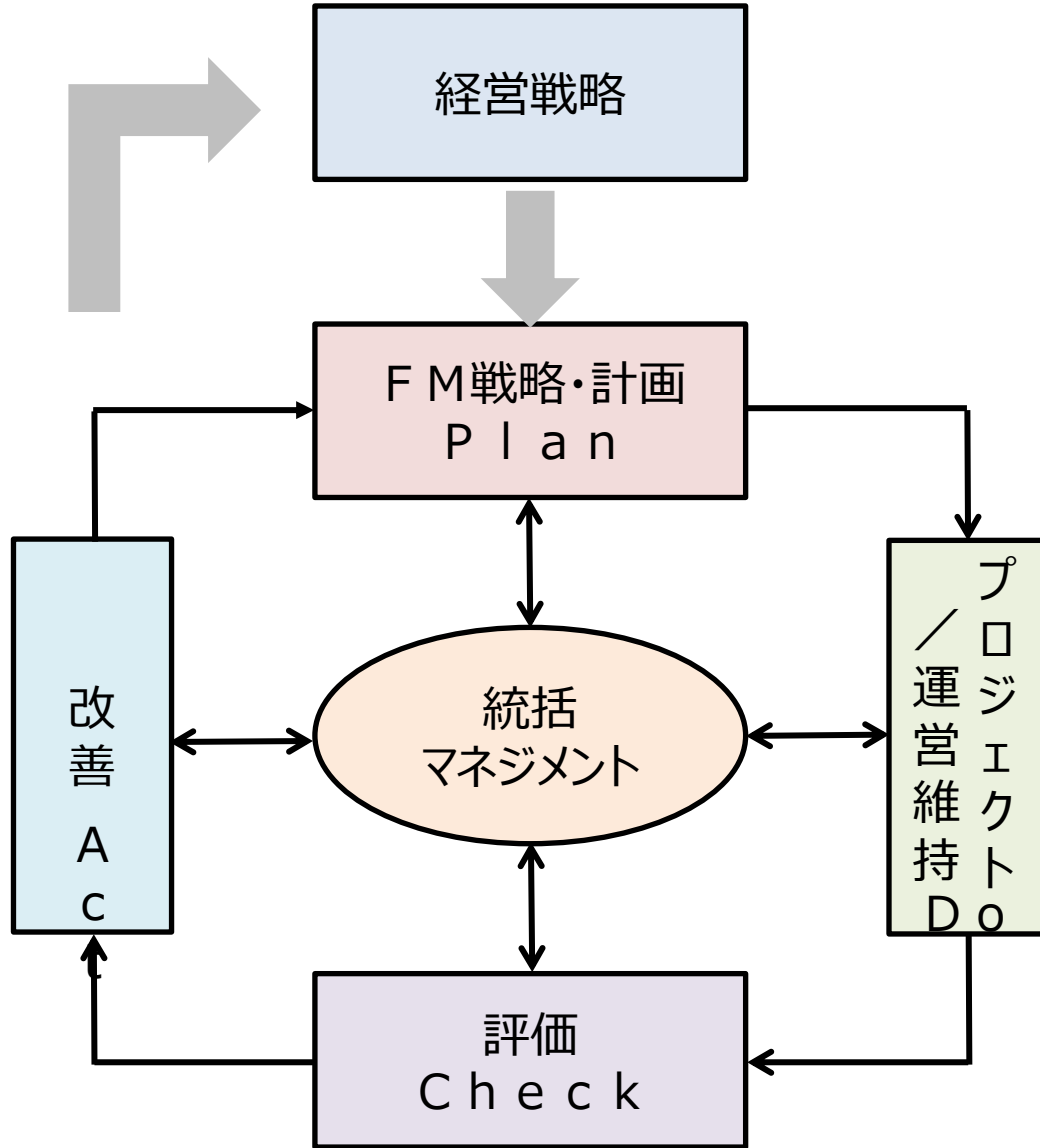 経営戦略
ＦＭ戦略・計画
Ｐｌａｎ
プロジェクト
／運営維持
Ｄｏ
統括
マネジメント
改善
Ａｃｔ
評価
Ｃｈｅｃｋ